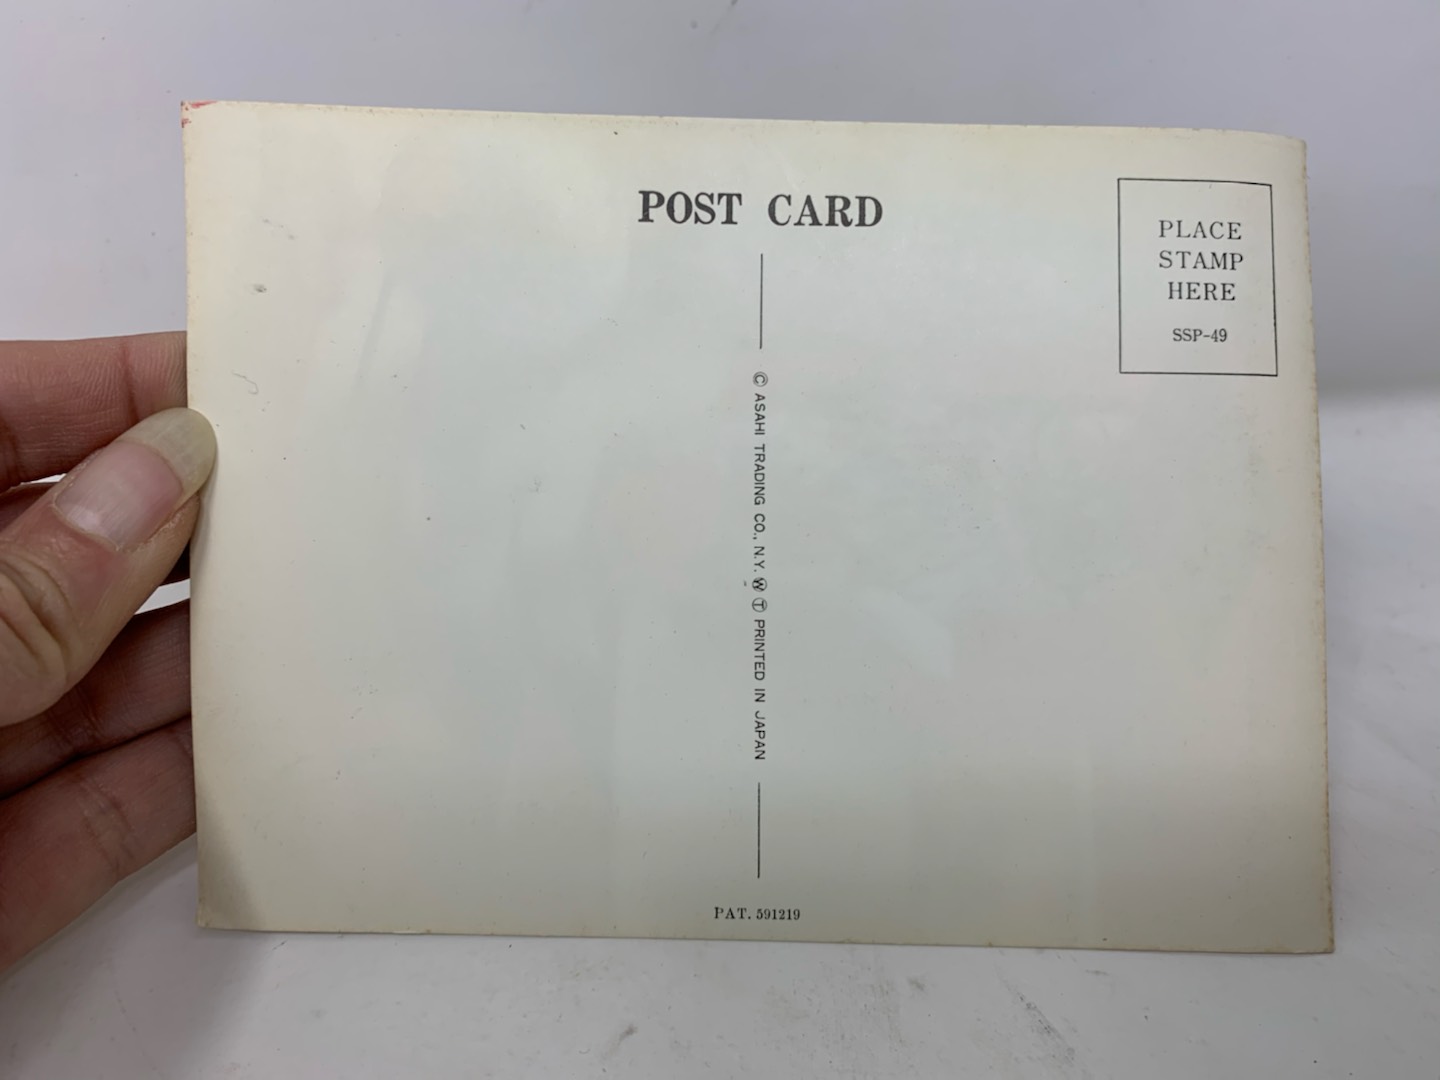 POST CARD
PLACE
STAMP
HERE
SSP-49
© ASAHI TRADING CO., N.Y. Ⓦ Ⓣ PRINTED IN JAPAN
PAT. 591219